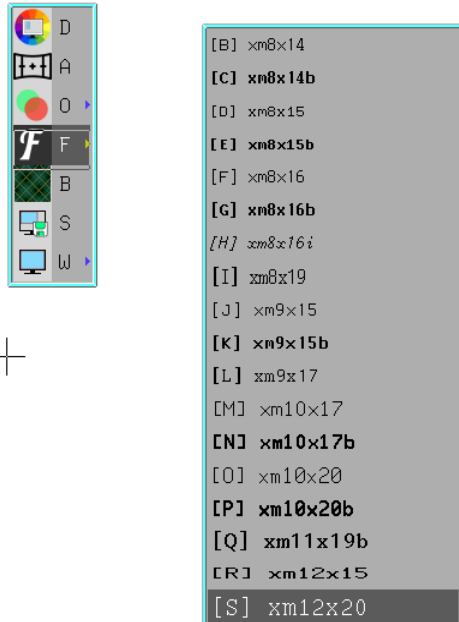 D
A
O
F
B
S
W
[B] xm8x14
[C] xm8x14b
[D] xm8x15
[E] xm8x15b
[F] xm8x16
[G] xm8x16b
[H] xm8x16i
[I] xm8x19
[J] xm9x15
[K] xm9x15b
[L] xm9x17
[M] xm10x17
[N] xm10x17b
[O] xm10x20
[P] xm10x20b
[Q] xm11x19b
[R] xm12x15
[S] xm12x20